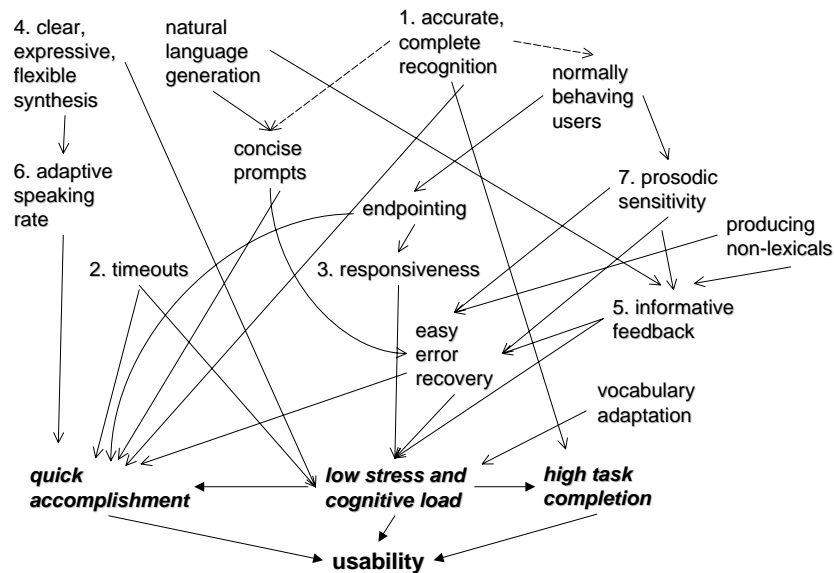 4. clear,
expressive,
flexible
synthesis
natural
language
generation
1. accurate,
complete
recognition
normally
behaving
users
concise
prompts
6. adaptive
speaking
rate
7. prosodic
sensitivity
endpointing
producing
non-lexicals
2. timeouts
3. responsiveness
5. informative
feedback
easy
error
recovery
vocabulary
adaptation
quick
accomplishment
low stress and
cognitive load
high task
completion
usability